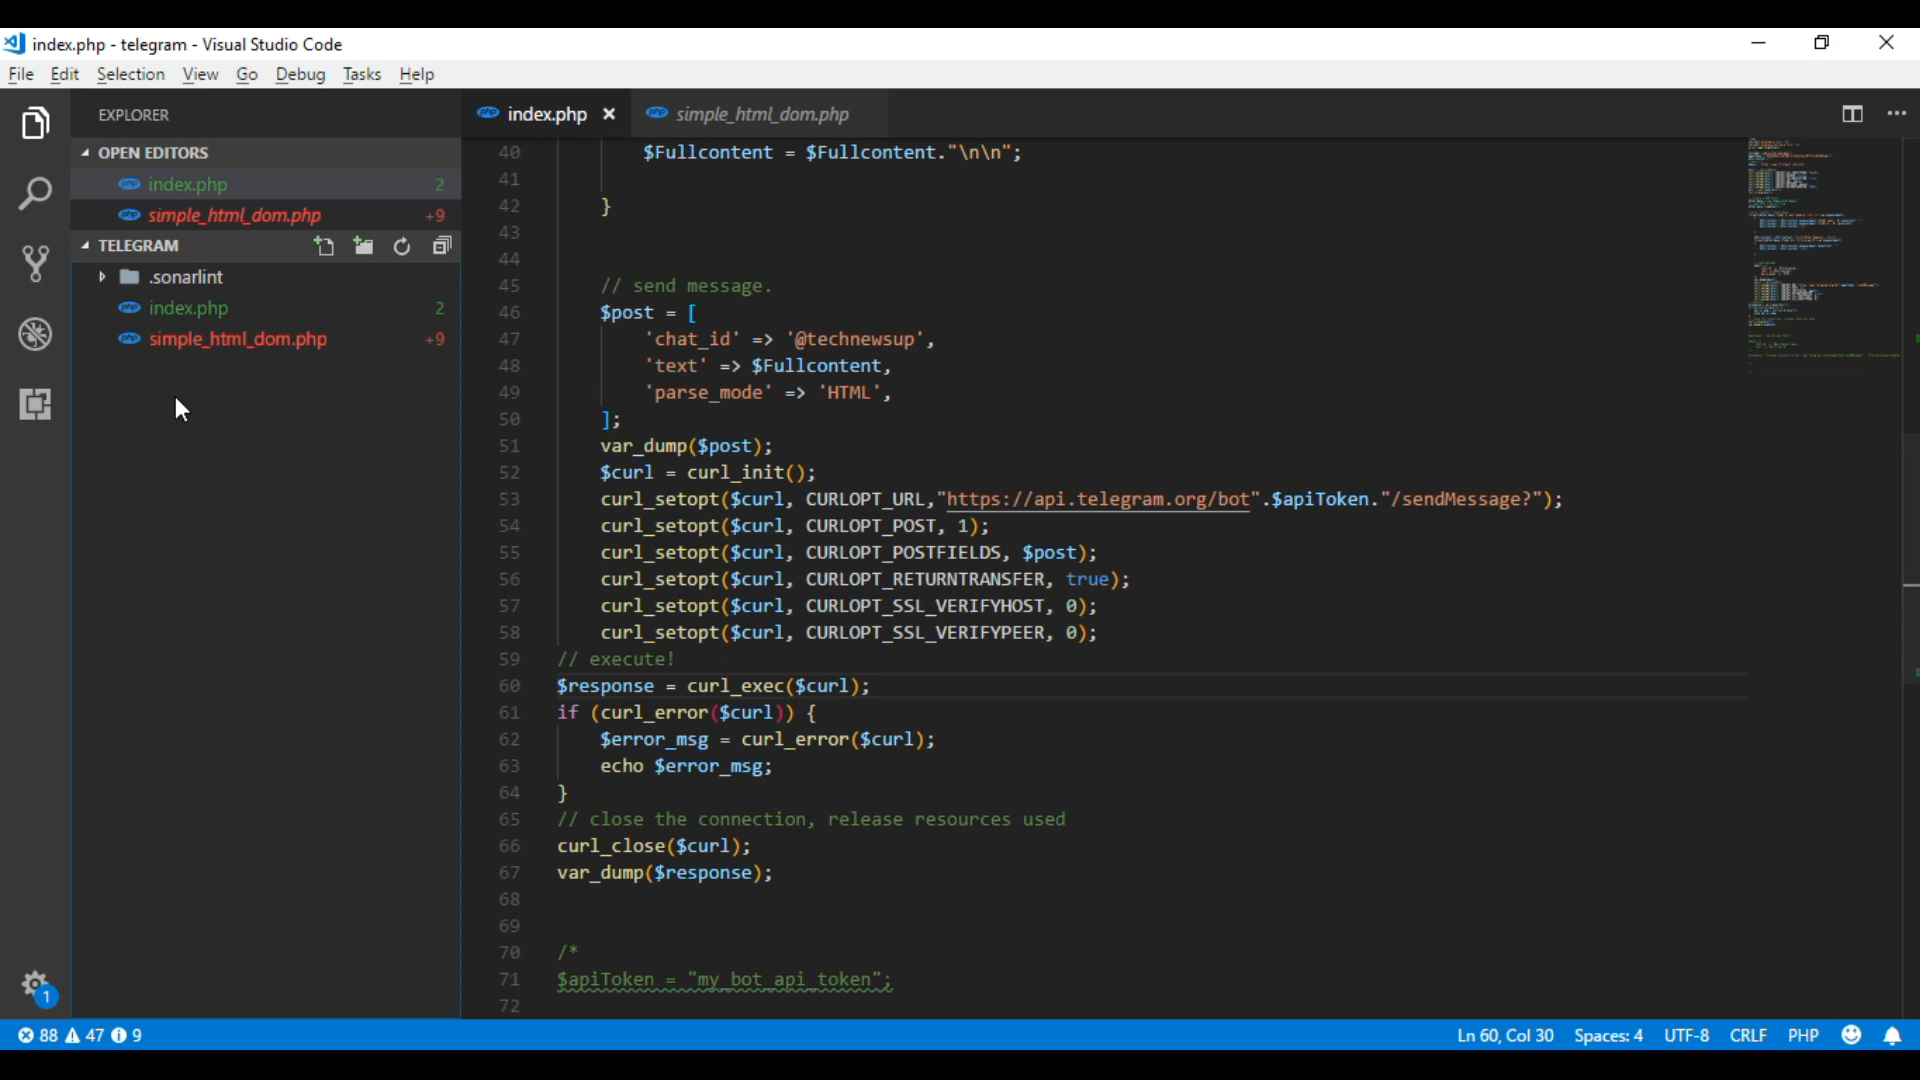 index.php - telegram - Visual Studio Code
File Edit Selection View Go Debug Tasks Help
EXPLORER
OPEN EDITORS
index.php 2
simple_html_dom.php +9
TELEGRAM
.sonarlint
index.php 2
simple_html_dom.php +9
index.php
simple_html_dom.php
40 $Fullcontent = $Fullcontent."\n\n";
41
42 }
43
44
45 // send message.
46 $post = [
47 'chat_id' => '@technewsup',
48 'text' => $Fullcontent,
49 'parse_mode' => 'HTML',
50 ];
51 var_dump($post);
52 $curl = curl_init();
53 curl_setopt($curl, CURLOPT_URL,"https://api.telegram.org/bot".$apiToken."/sendMessage?");
54 curl_setopt($curl, CURLOPT_POST, 1);
55 curl_setopt($curl, CURLOPT_POSTFIELDS, $post);
56 curl_setopt($curl, CURLOPT_RETURNTRANSFER, true);
57 curl_setopt($curl, CURLOPT_SSL_VERIFYHOST, 0);
58 curl_setopt($curl, CURLOPT_SSL_VERIFYPEER, 0);
59 // execute!
60 $response = curl_exec($curl);
61 if (curl_error($curl)) {
62 $error_msg = curl_error($curl);
63 echo $error_msg;
64 }
65 // close the connection, release resources used
66 curl_close($curl);
67 var_dump($response);
68
69
70 /*
71 $apiToken = "my_bot_api_token";
72
1
88 47 9
Ln 60, Col 30 Spaces: 4 UTF-8 CRLF PHP